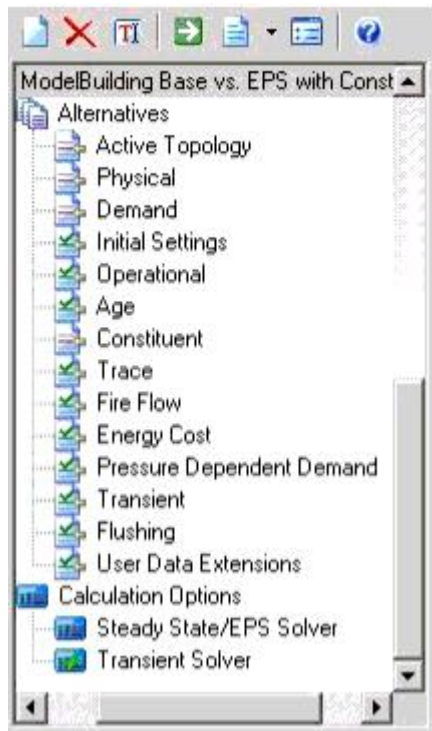 ModelBuilding Base vs. EPS with Const
Alternatives
Active Topology
Physical
Demand
Initial Settings
Operational
Age
Constituent
Trace
Fire Flow
Energy Cost
Pressure Dependent Demand
Transient
Flushing
User Data Extensions
Calculation Options
Steady State/EPS Solver
Transient Solver